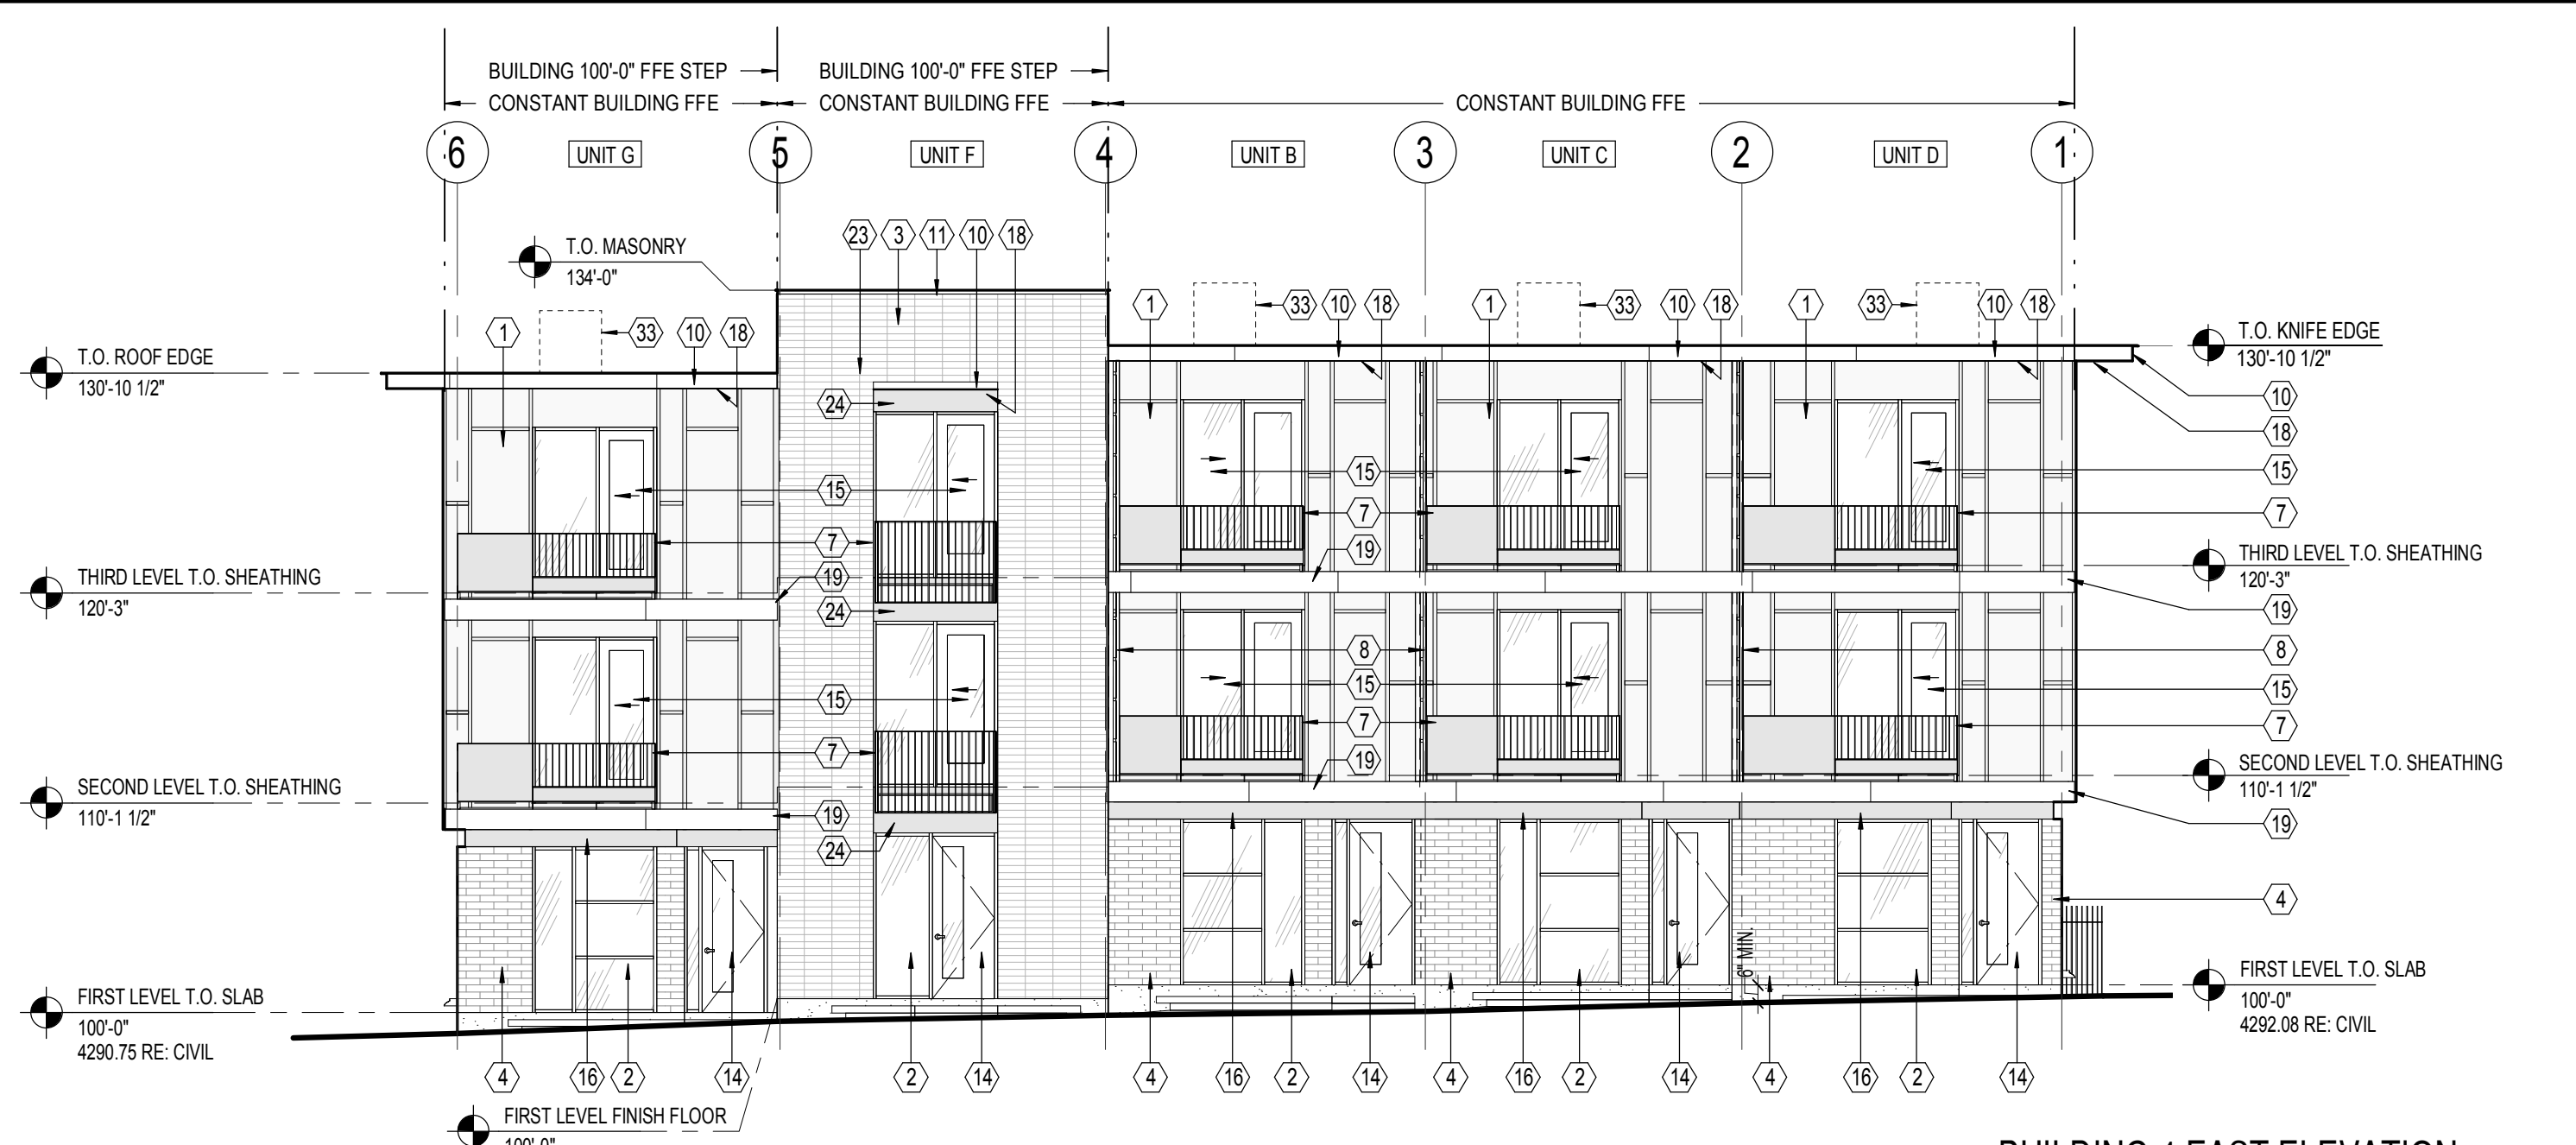 BUILDING 100'-0" FFE STEP BUILDING 100'-0" FFE STEP
CONSTANT BUILDING FFE CONSTANT BUILDING FFE CONSTANT BUILDING FFE
6 UNIT G 5 UNIT F 4 UNIT B 3 UNIT C 2 UNIT D 1
23 3 11 10 18
T.O. MASONRY
134'-0"
1 33 10 18 1 33 10 18 1 33 10 18 1 33 10 18
T.O. ROOF EDGE
130'-10 1/2"
T.O. KNIFE EDGE
130'-10 1/2"
24 10
18
15 15 15
7 7 7
19 19
THIRD LEVEL T.O. SHEATHING
120'-3"
THIRD LEVEL T.O. SHEATHING
120'-3"
24 19
8 8
15 15 15
7 7 7
19
SECOND LEVEL T.O. SHEATHING
110'-1 1/2"
SECOND LEVEL T.O. SHEATHING
110'-1 1/2"
19 19
24
4
6" MIN.
FIRST LEVEL T.O. SLAB
100'-0"
4290.75 RE: CIVIL
FIRST LEVEL T.O. SLAB
100'-0"
4292.08 RE: CIVIL
4 16 2 14 2 14 4 16 2 14 4 16 2 14 4 16 2 14
FIRST LEVEL FINISH FLOOR
100'-0"
BUILDING 4 EAST ELEVATION